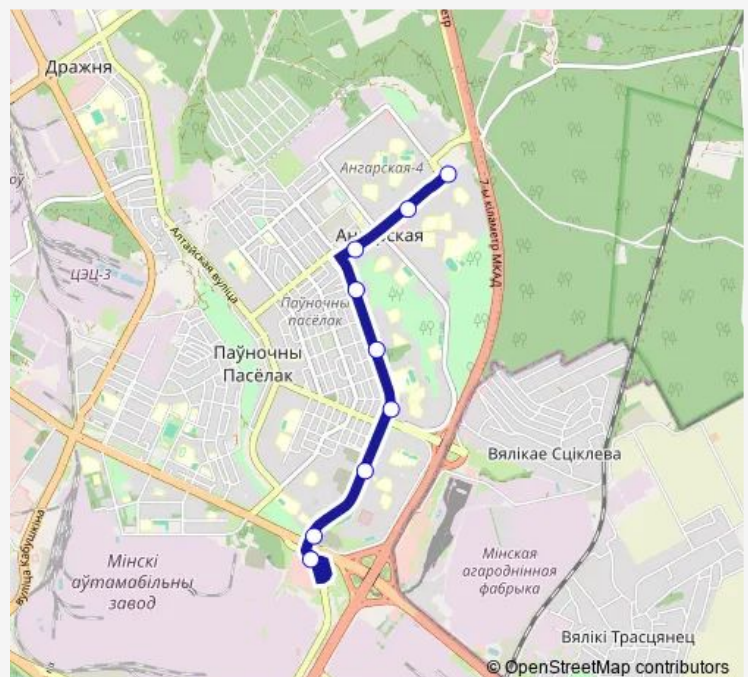 Дражня
Ангарская-4
Ан
ская
7-ы кіламетр МКАД
Алтайская вуліца
ЦЭЦ-3
Паўночны
пасёлак
Паўночны
Пасёлак
Вялікае Сціклева
вуліца Кабушкіна
Мінскі
аўтамабільны
завод
Мінская
агароднінная
фабрыка
Вялікі Трасцянец
© OpenStreetMap contributors